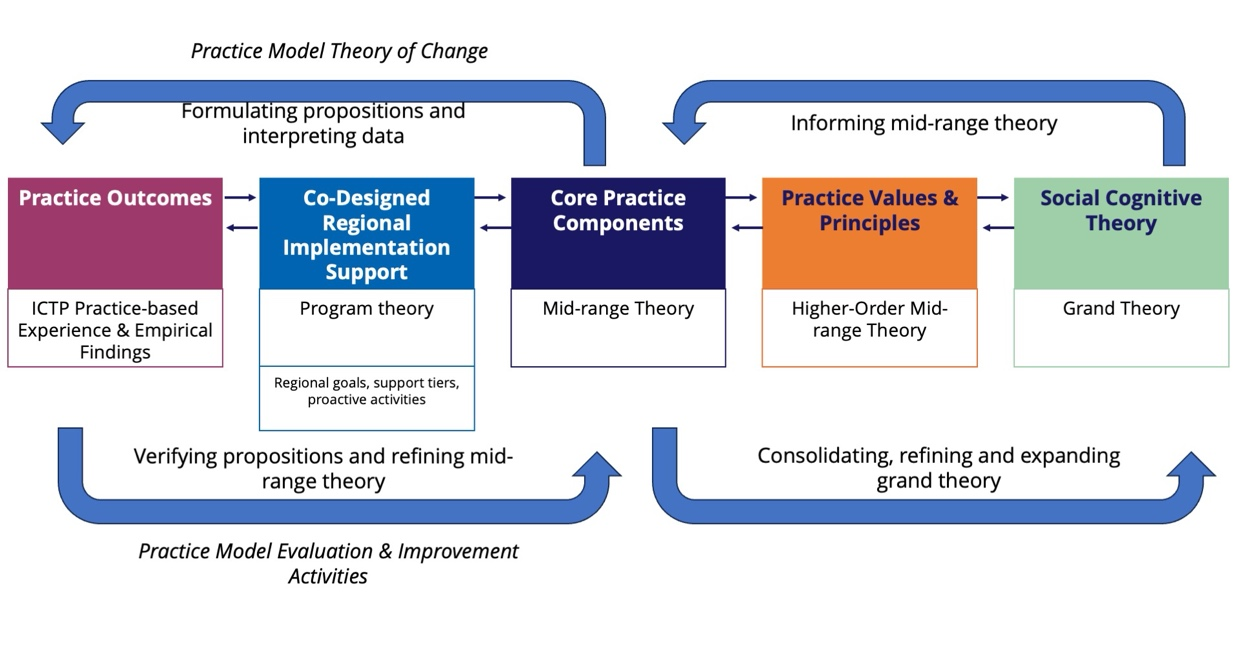 Practice Model Theory of Change
Formulating propositions and
interpreting data
Informing mid-range theory
Practice Outcomes
ICTP Practice-based
Experience & Empirical
Findings
Co-Designed
Regional
Implementation
Support
Program theory
Regional goals, support tiers,
proactive activities
Core Practice
Components
Mid-range Theory
Practice Values &
Principles
Higher-Order Mid-
range Theory
Social Cognitive
Theory
Grand Theory
Verifying propositions and refining mid-
range theory
Consolidating, refining and expanding
grand theory
Practice Model Evaluation & Improvement
Activities